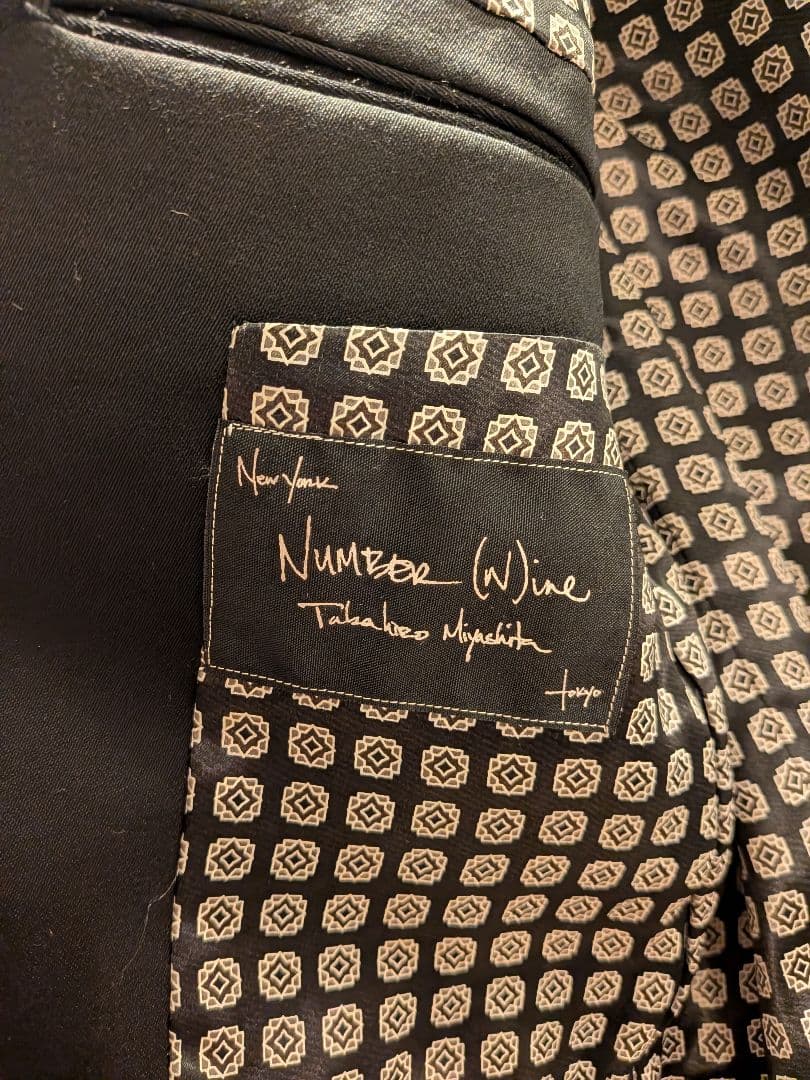 New York
NUMBER (N)ine
Takahiro Miyashita
tokyo